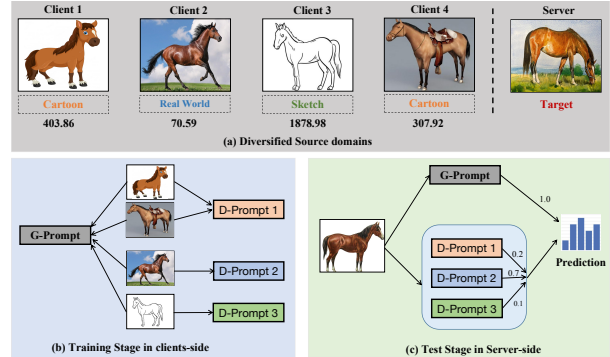 Client 1
Client 2
Client 3
Client 4
Server
Cartoon
Real World
Sketch
Cartoon
Target
403.86
70.59
1878.98
307.92
(a) Diversified Source domains
G-Prompt
D-Prompt 1
D-Prompt 2
D-Prompt 3
(b) Training Stage in clients-side
G-Prompt
1.0
D-Prompt 1
D-Prompt 2
D-Prompt 3
0.2
0.7
0.1
Prediction
(c) Test Stage in Server-side